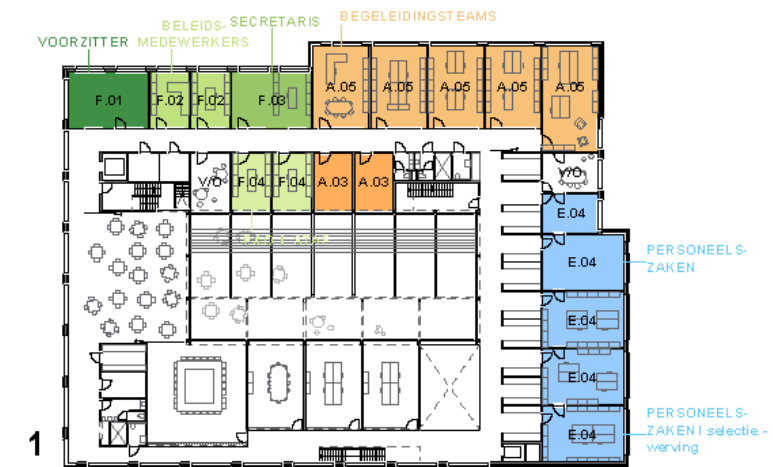 BEGELEIDINGSTEAMS
BELEIDS- SECRETARIS
VOORZITTER MEDEWERKERS
F.01 F.02 F.02 F.03 A.05 A.05 A.05 A.05 A.05
V/O F.04 F.04 A.03 A.03 V/O
E.04
E.04 PERSONEELS-
ZAKEN
E.04
E.04
PERSONEELS-
E.04 ZAKEN I selectie -
werving
1